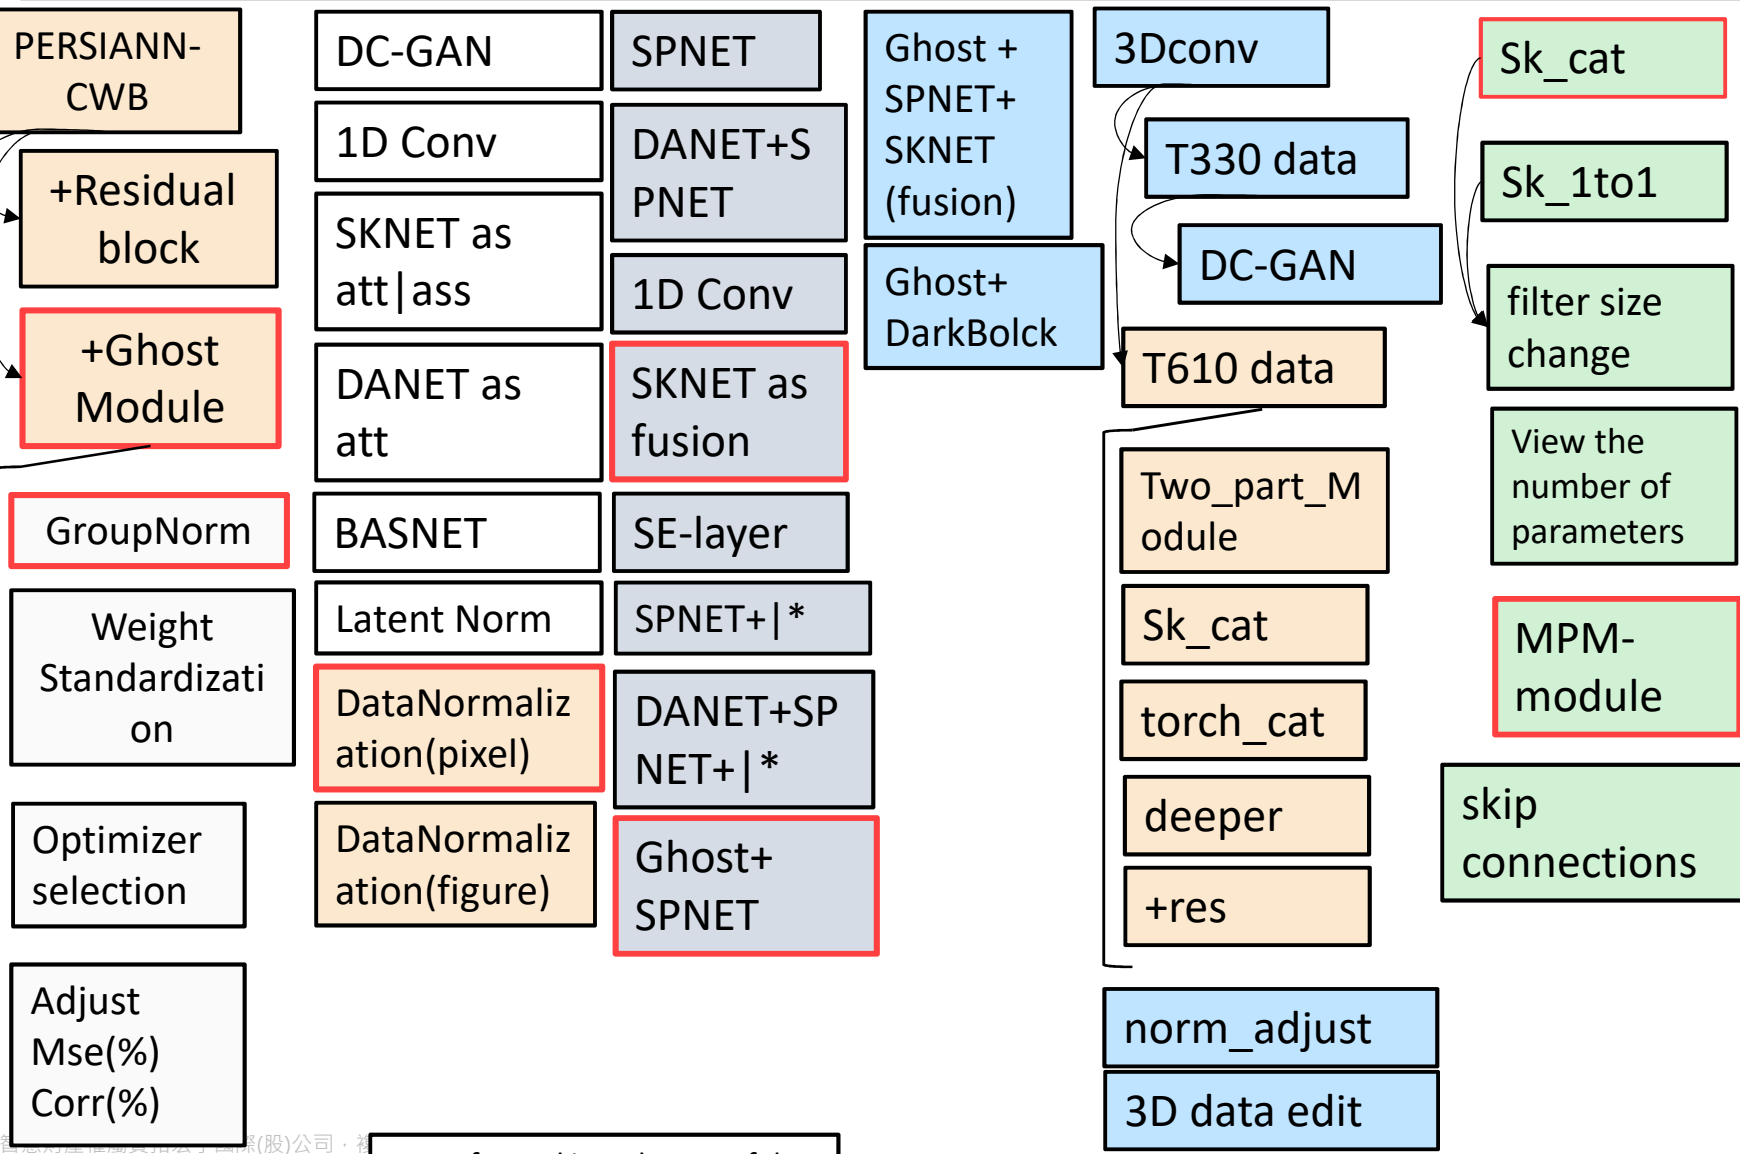 PERSIANN-
CWB
+Residual
block
+Ghost
Module
GroupNorm
Weight
Standardizati
on
Optimizer
selection
Adjust
Mse(%)
Corr(%)
DC-GAN
1D Conv
SKNET as
att|ass
DANET as
att
BASNET
Latent Norm
DataNormaliz
ation(pixel)
DataNormaliz
ation(figure)
SPNET
DANET+S
PNET
1D Conv
SKNET as
fusion
SE-layer
SPNET+|*
DANET+SP
NET+|*
Ghost+
SPNET
Ghost +
SPNET+
SKNET
(fusion)
Ghost+
DarkBolck
3Dconv
T330 data
DC-GAN
T610 data
Two_part_M
odule
Sk_cat
torch_cat
deeper
+res
norm_adjust
3D data edit
Sk_cat
Sk_1to1
filter size
change
View the
number of
parameters
MPM-
module
skip
connections
(股)公司